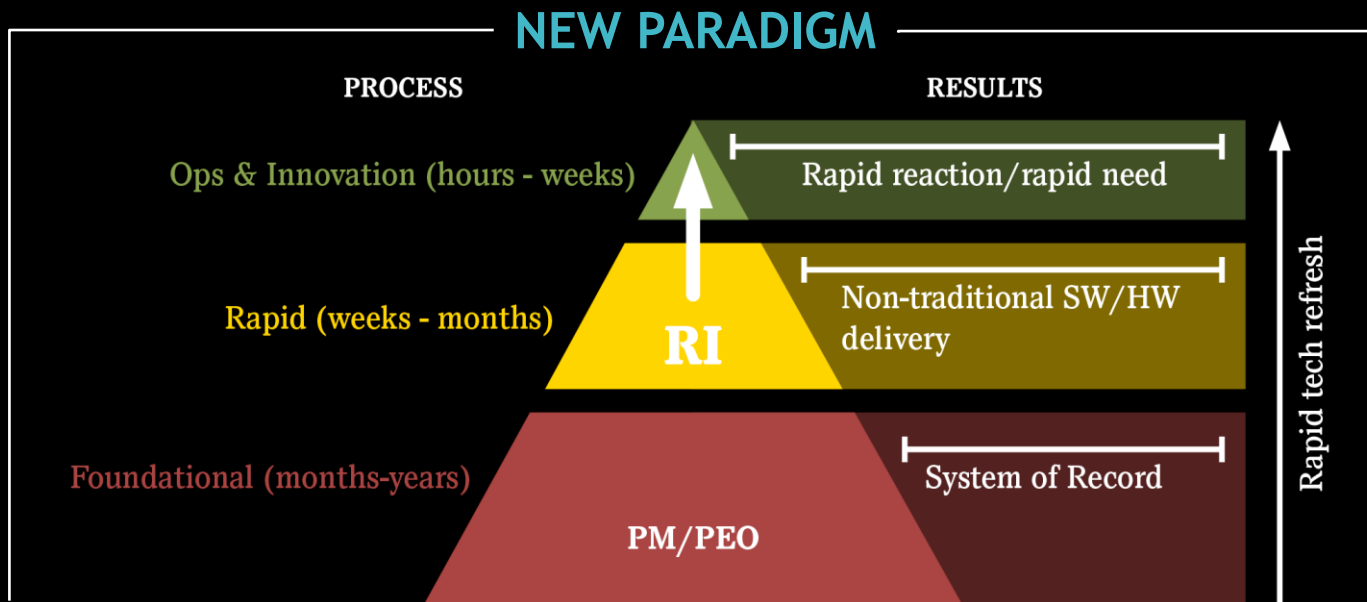 NEW PARADIGM
PROCESS
RESULTS
Ops & Innovation (hours - weeks)
Rapid reaction/rapid need
Rapid (weeks - months)
RI
Non-traditional SW/HW
delivery
Foundational (months-years)
System of Record
PM/PEO
Rapid tech refresh